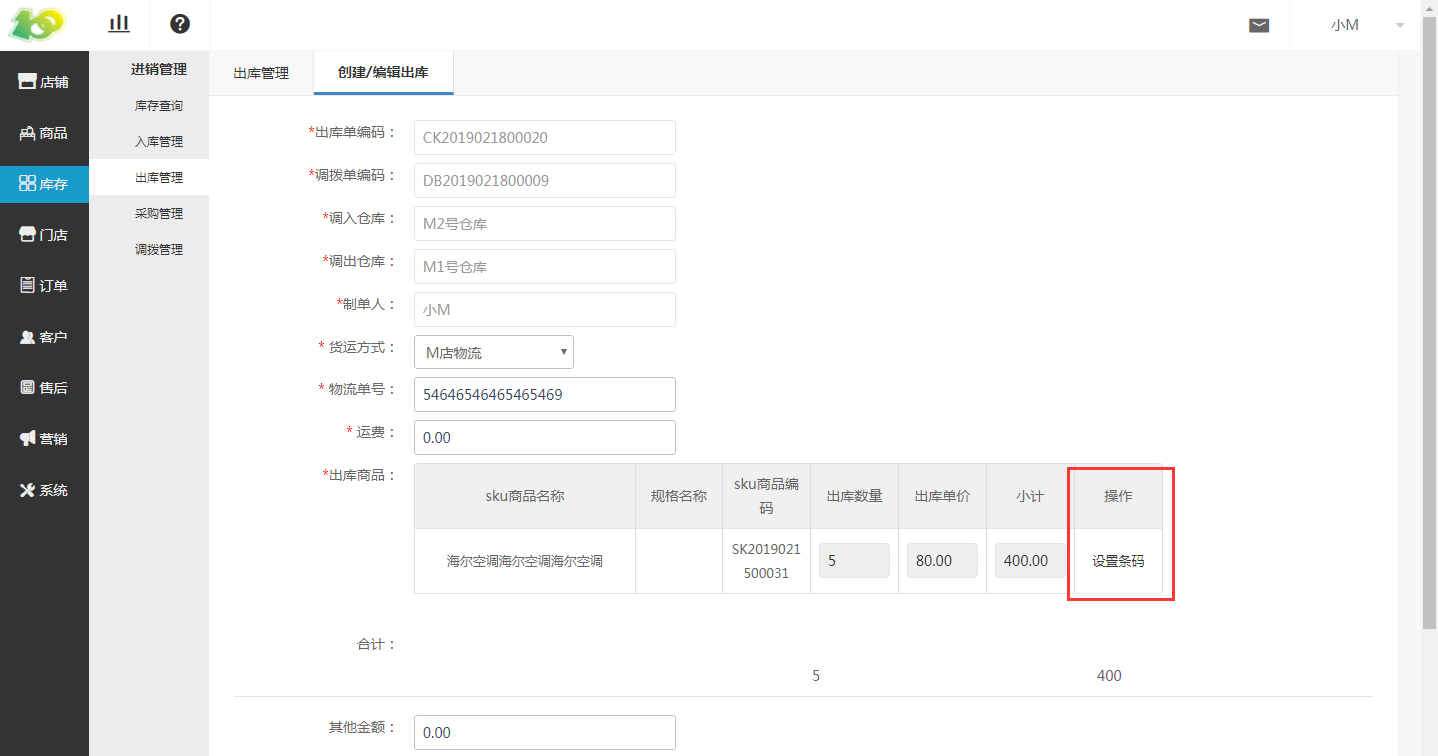 小M
店铺
商品
库存
门店
订单
客户
售后
营销
系统
进销管理
库存查询
入库管理
出库管理
采购管理
调拨管理
出库管理
创建/编辑出库
*出库单编码：
CK2019021800020
*调拨单编码：
DB2019021800009
*调入仓库：
M2号仓库
*调出仓库：
M1号仓库
*制单人：
小M
* 货运方式：
M店物流
* 物流单号：
54646546465465469
* 运费：
0.00
*出库商品：
sku商品名称
规格名称
sku商品编
码
出库数量
出库单价
小计
操作
海尔空调海尔空调海尔空调
SK2019021
500031
5
80.00
400.00
设置条码
合计：
5
400
其他金额：
0.00